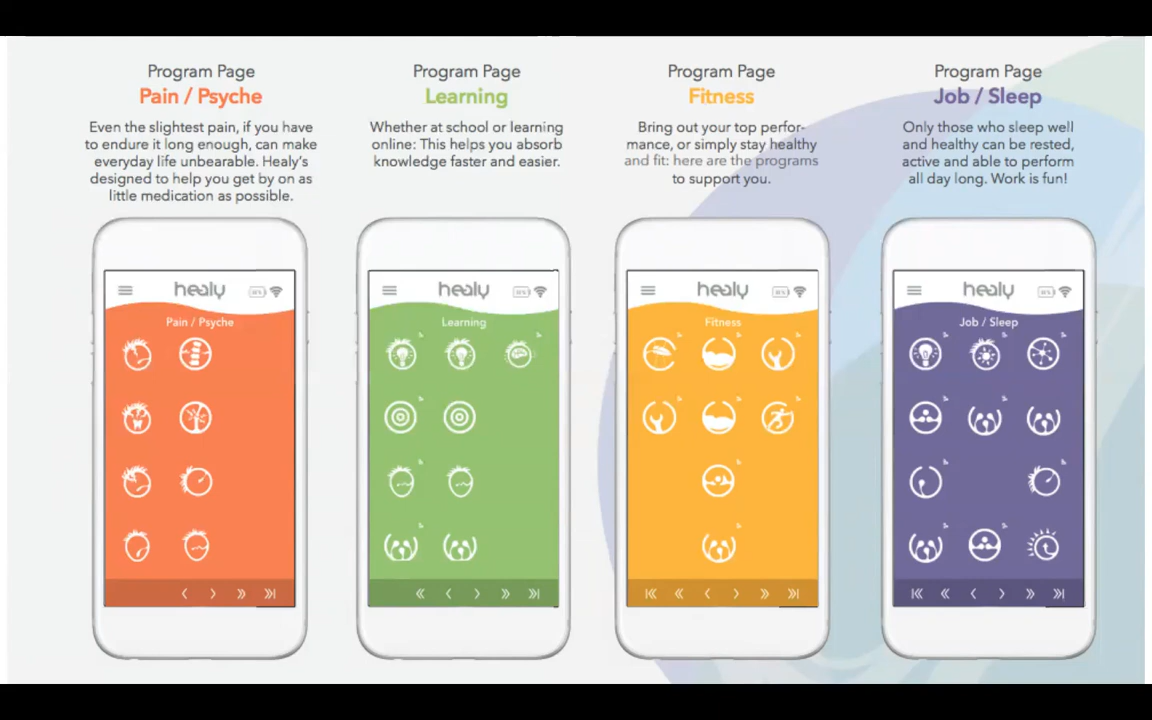 Program Page
Pain / Psyche
Even the slightest pain, if you have
to endure it long enough, can make
everyday life unbearable. Healy's
designed to help you get by on as
little medication as possible.
healy
Pain / Psyche
Program Page
Learning
Whether at school or learning
online: This helps you absorb
knowledge faster and easier.
healy
Learning
Program Page
Fitness
Bring out your top perfor-
mance, or simply stay healthy
and fit: here are the programs
to support you.
healy
Fitness
Program Page
Job / Sleep
Only those who sleep well
and healthy can be rested,
active and able to perform
all day long. Work is fun!
healy
Job / Sleep